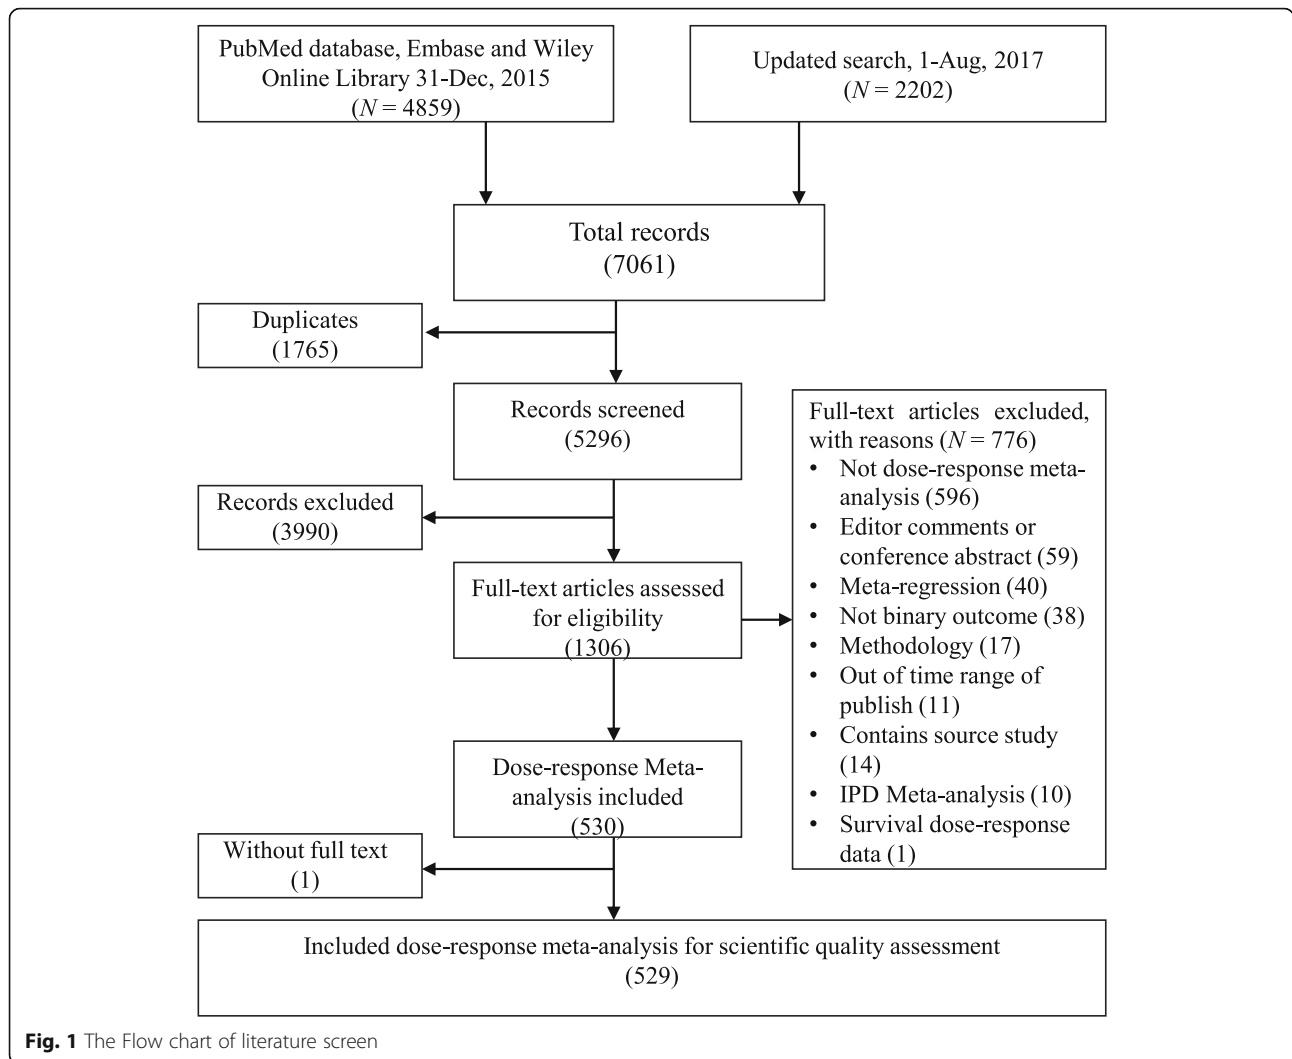 PubMed database, Embase and Wiley
Online Library 31-Dec, 2015
(N = 4859)
Updated search, 1-Aug, 2017
(N = 2202)
Total records
(7061)
Duplicates
(1765)
Records screened
(5296)
Records excluded
(3990)
Full-text articles assessed
for eligibility
(1306)
Full-text articles excluded,
with reasons (N = 776)
• Not dose-response meta-
analysis (596)
• Editor comments or
conference abstract (59)
• Meta-regression (40)
• Not binary outcome (38)
• Methodology (17)
• Out of time range of
publish (11)
• Contains source study
(14)
• IPD Meta-analysis (10)
• Survival dose-response
data (1)
Dose-response Meta-
analysis included
(530)
Without full text
(1)
Included dose-response meta-analysis for scientific quality assessment
(529)
Fig. 1 The Flow chart of literature screen